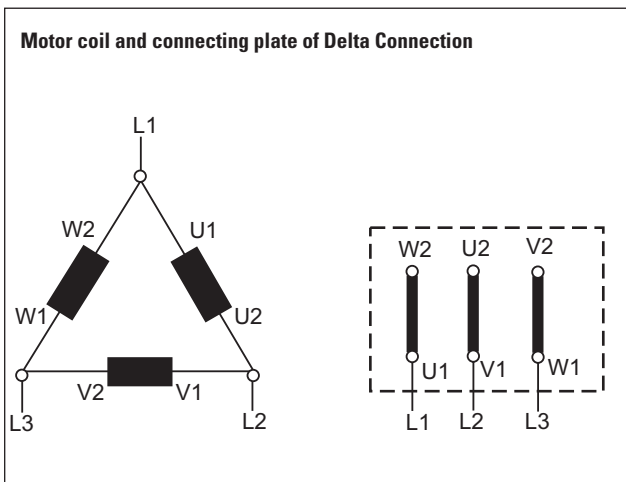 Motor coil and connecting plate of Delta Connection
L1
W2 U1
W1 U2
V2 V1
L3 L2
W2 U2 V2
U1 V1 W1
L1 L2 L3